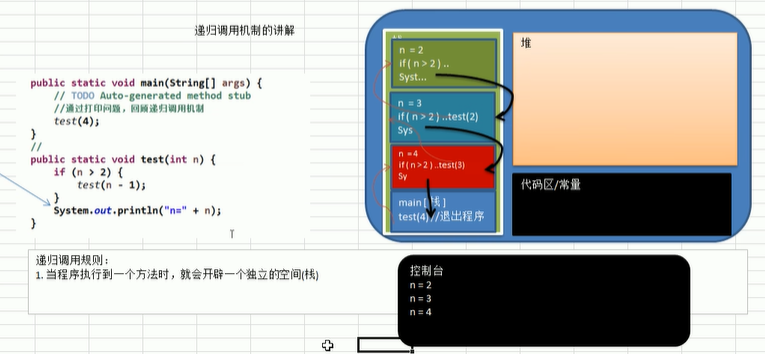 递归调用机制的讲解
public static void main(String[] args) {
// TODO Auto-generated method stub
//通过打印问题，回顾递归调用机制
test(4);
}
//
public static void test(int n) {
if (n > 2) {
test(n - 1);
}
System.out.println("n=" + n);
}
n = 2
if ( n > 2 ) ..
Syst...
n = 3
if ( n > 2 ) ..test(2)
Sys
n =4
if ( n > 2 ) ..test(3)
Sy
main [ 栈 ]
test(4)//退出程序
堆
代码区/常量
递归调用规则：
1. 当程序执行到一个方法时，就会开辟一个独立的空间(栈)
控制台
n = 2
n = 3
n = 4